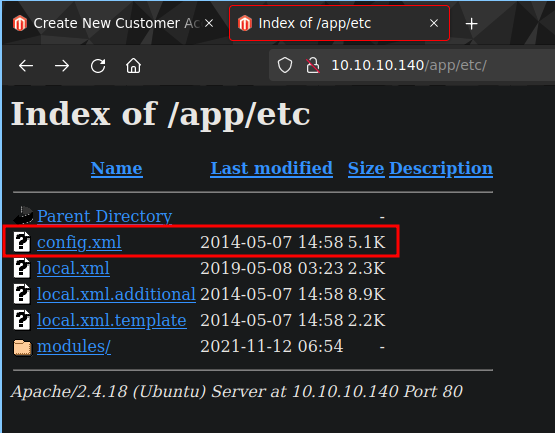 Create New Customer Ac
Index of /app/etc
10.10.10.140/app/etc/
Index of /app/etc
Name Last modified Size Description
Parent Directory -
config.xml 2014-05-07 14:58 5.1K
local.xml 2019-05-08 03:23 2.3K
local.xml.additional 2014-05-07 14:58 8.9K
local.xml.template 2014-05-07 14:58 2.2K
modules/ 2021-11-12 06:54 -
Apache/2.4.18 (Ubuntu) Server at 10.10.10.140 Port 80